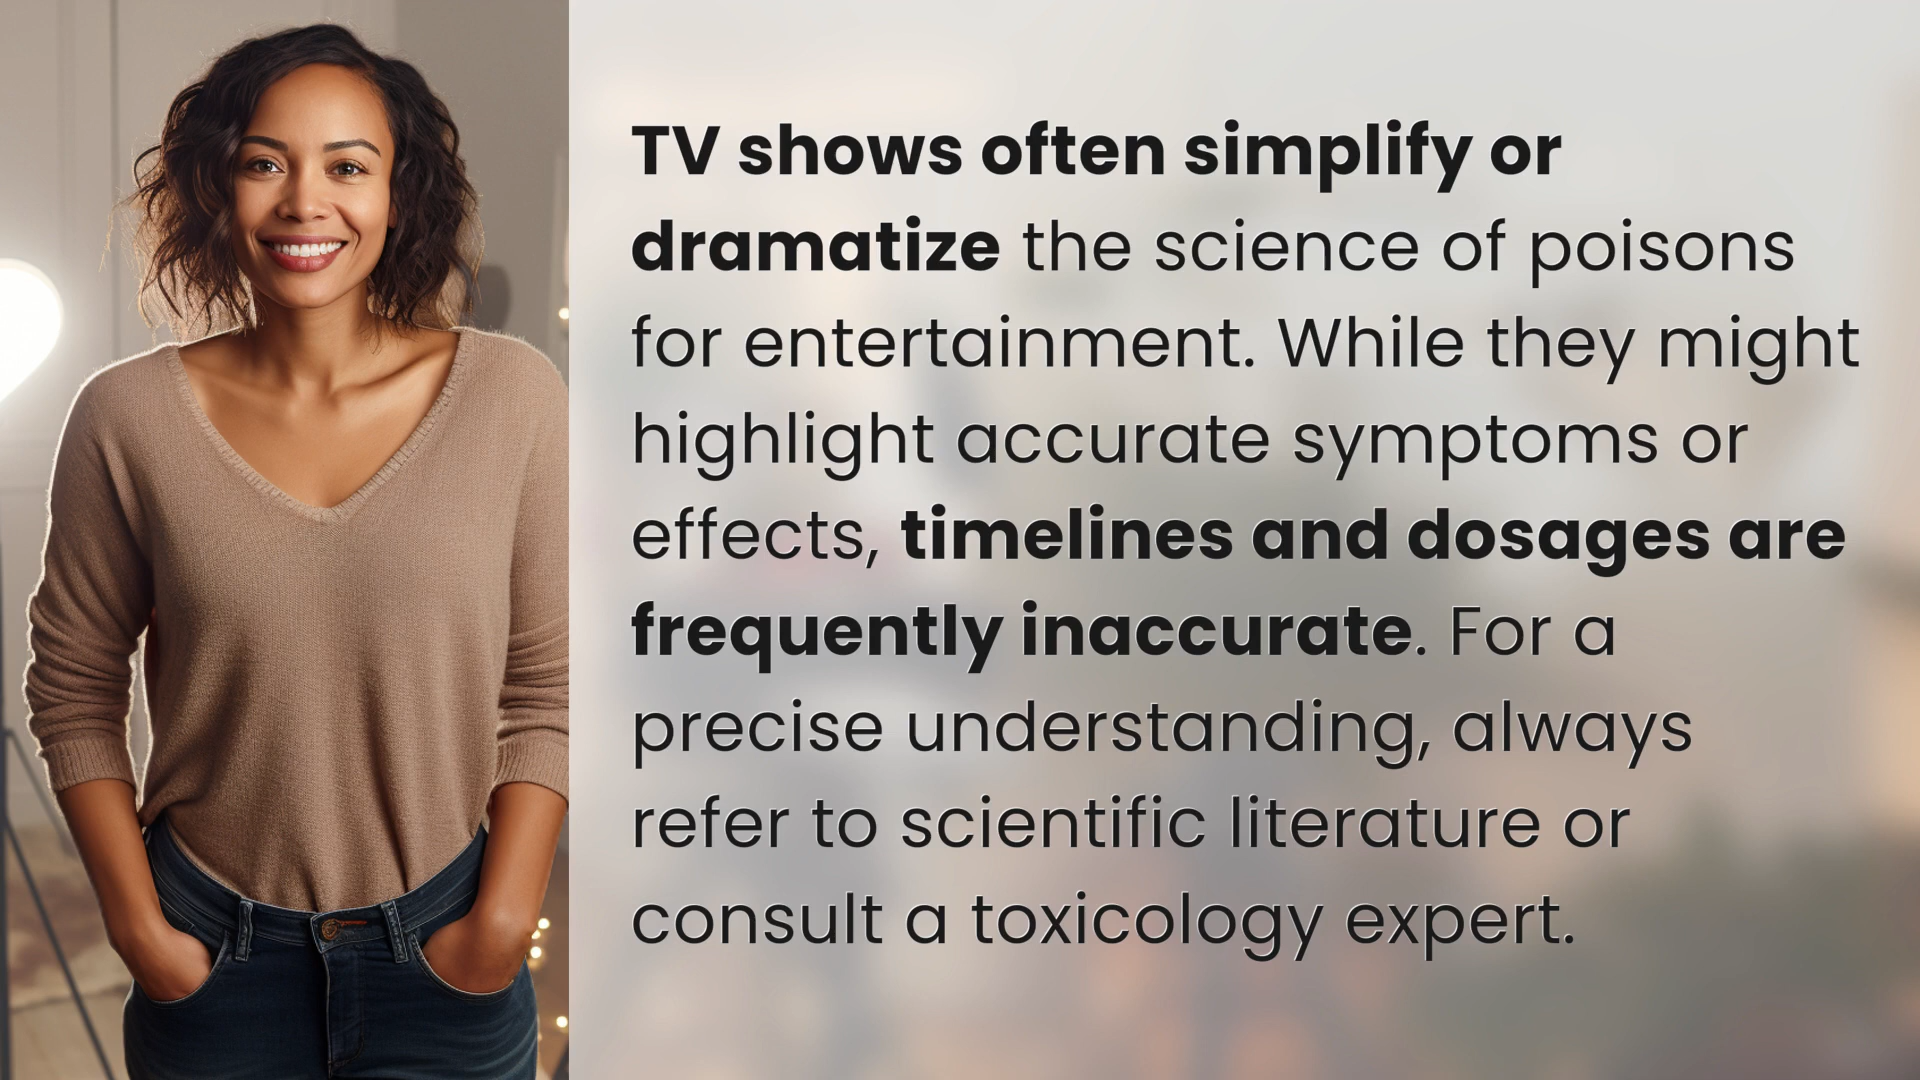 TV shows often simplify or
dramatize the science of poisons
for entertainment. While they might
highlight accurate symptoms or
effects, timelines and dosages are
frequently inaccurate. For a
precise understanding, always
refer to scientific literature or
consult a toxicology expert.